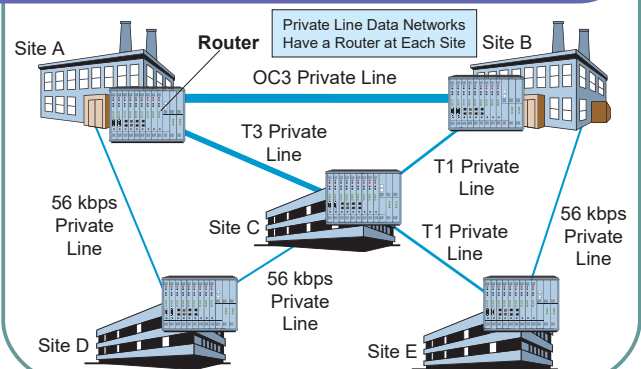 Private Line Data Networks
Have a Router at Each Site
Site A
Router
Site B
OC3 Private Line
T3 Private
Line
T1 Private
Line
56 kbps
Private
Line
Site C
T1 Private
Line
56 kbps
Private
Line
56 kbps
Private
Line
Site D
Site E